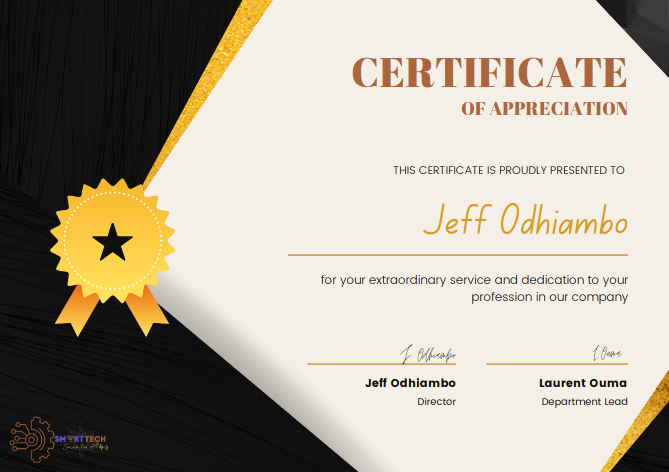 CERTIFICATE
OF APPRECIATION
THIS CERTIFICATE IS PROUDLY PRESENTED TO
Jeff Odhiambo
for your extraordinary service and dedication to your
profession in our company
J. Odhiambo
L. Ouma
Jeff Odhiambo
Laurent Ouma
Director
Department Lead
SMARTTECH